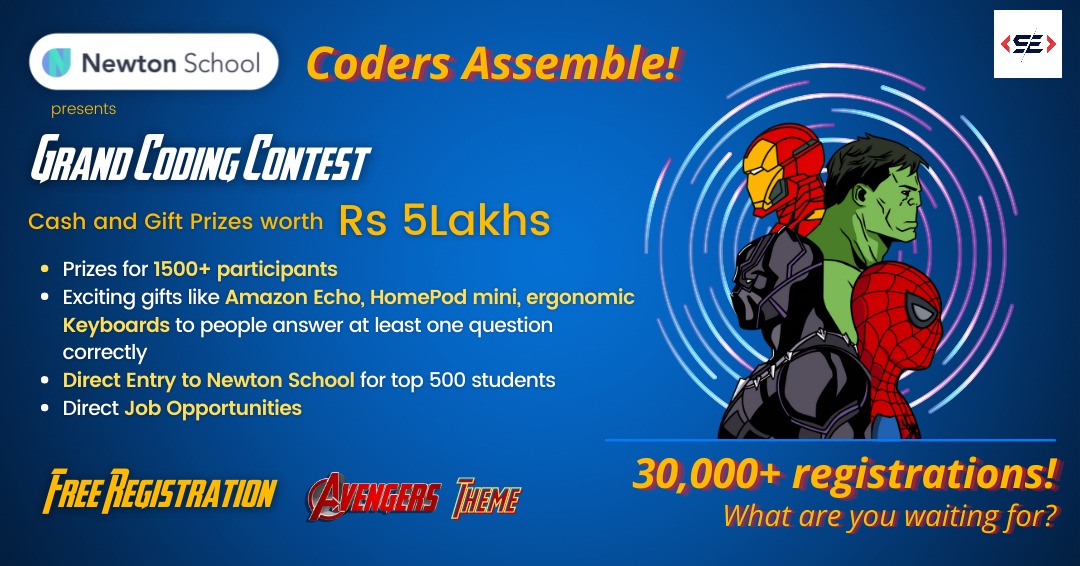 Newton School
Coders Assemble!
<SE>
presents
Grand Coding Contest
Cash and Gift Prizes worth Rs 5Lakhs
• Prizes for 1500+ participants
• Exciting gifts like Amazon Echo, HomePod mini, ergonomic
Keyboards to people answer at least one question
correctly
• Direct Entry to Newton School for top 500 students
• Direct Job Opportunities
Free Registration
Avengers Theme
30,000+ registrations!
What are you waiting for?